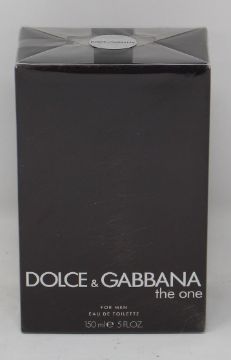 DOLCE & GABBANA
the one
FOR MEN
EAU DE TOILETTE
150 ml ℮ 5 FL.OZ.